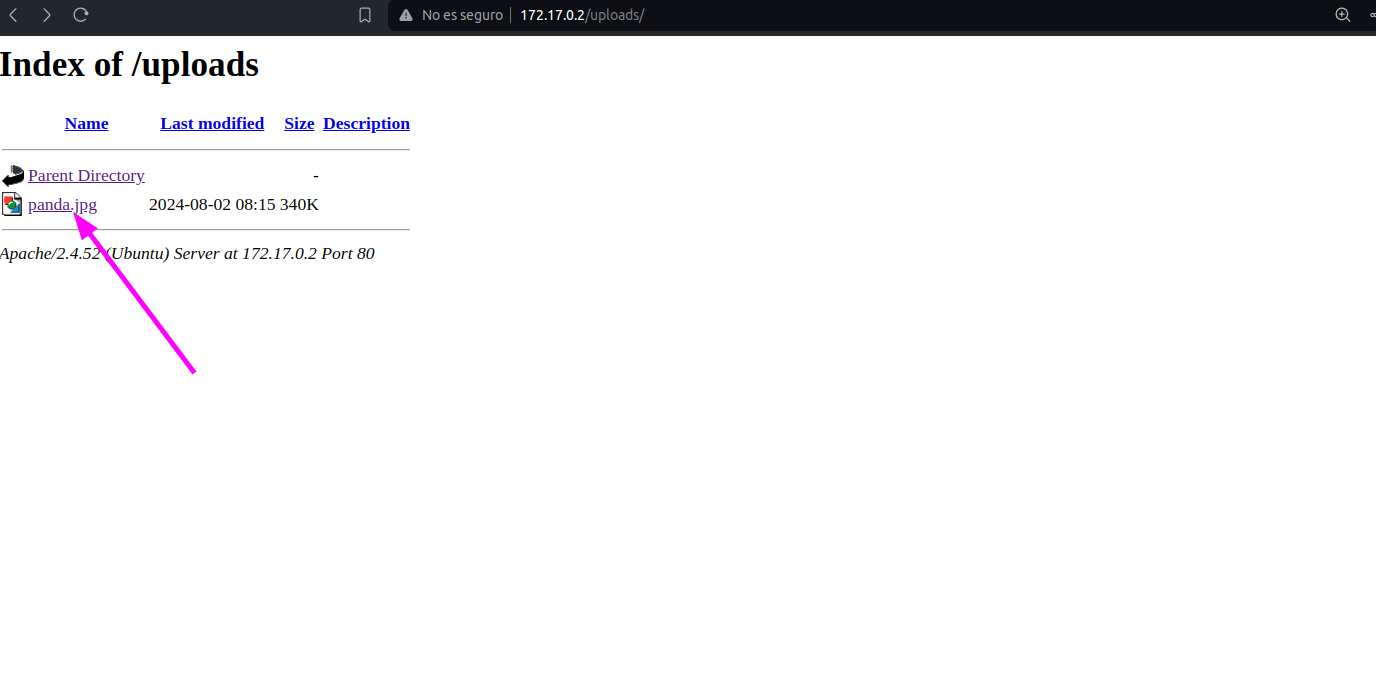 No es seguro 172.17.0.2/uploads/
Index of /uploads
Name Last modified Size Description
Parent Directory -
panda.jpg 2024-08-02 08:15 340K
Apache/2.4.52 (Ubuntu) Server at 172.17.0.2 Port 80